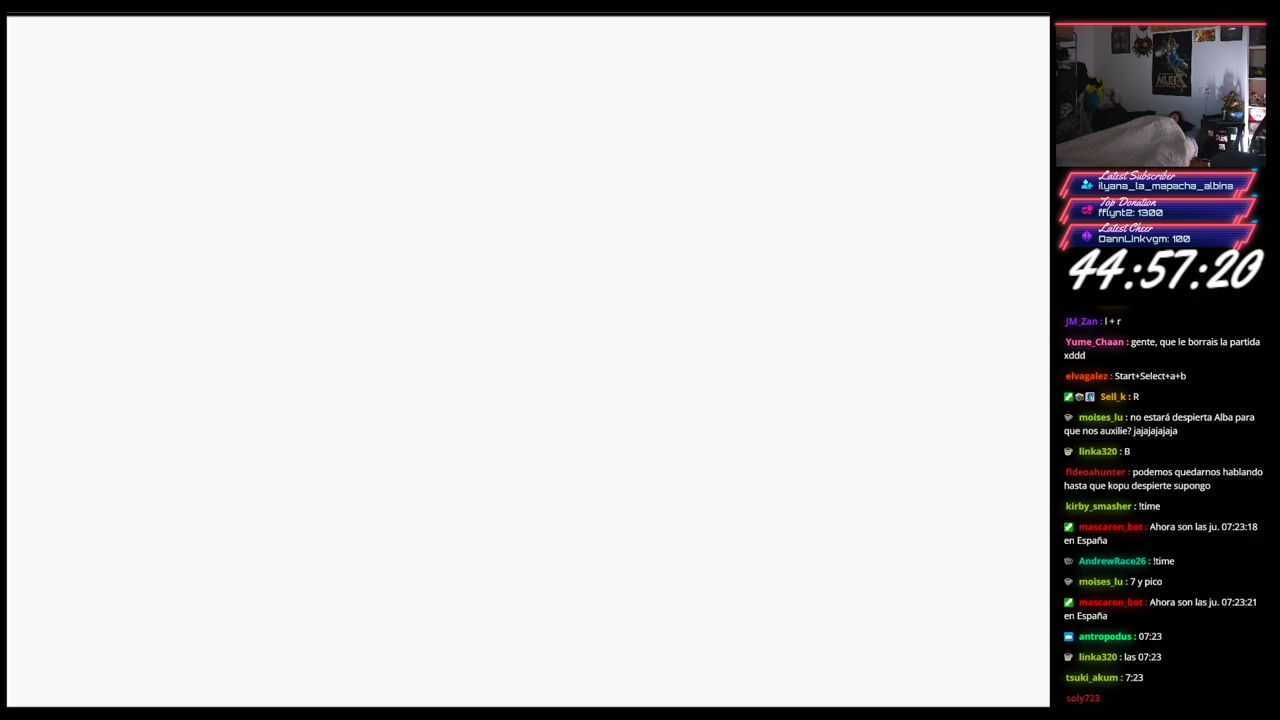 ZELDA
Latest Subscriber
ilyana_la_mapacha_albina
Top Donation
fflynt2: 1300
Latest Cheer
DannLinkvgm: 100
44:57:20
JM_Zan : l + r
Yume_Chaan : gente, que le borrais la partida
xddd
elvagalez : Start+Select+a+b
Seil_k : R
moises_lu : no estará despierta Alba para
que nos auxilie? jajajajajaja
linka320 : B
fideoahunter : podemos quedarnos hablando
hasta que kopu despierte supongo
kirby_smasher : !time
mascaron_bot : Ahora son las ju. 07:23:18
en España
AndrewRace26 : !time
moises_lu : 7 y pico
mascaron_bot : Ahora son las ju. 07:23:21
en España
antropodus : 07:23
linka320 : las 07:23
tsuki_akum : 7:23
soly723